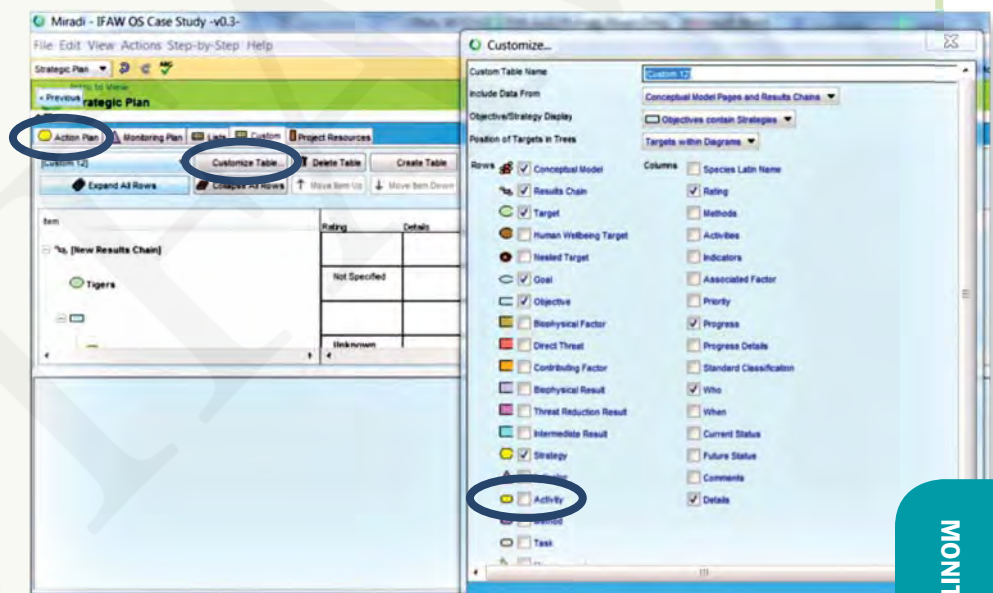 Miradi - IFAW OS Case Study -v0.3-
File Edit View Actions Step-by-Step Help
Strategic Plan
< Previous
rategic Plan
Action Plan Monitoring Plan Lists Custom Project Resources
[Custom 12] Customize Table... Delete Table Create Table
Expand All Rows Collapse All Rows Move Item Up Move Item Down
Item Rating Details
[New Results Chain]
Not Specified
Tigers
Unknown
Customize...
Custom Table Name [Custom 12]
Include Data From Conceptual Model Pages and Results Chains
Objective/Strategy Display Objectives contain Strategies
Position of Targets in Trees Targets within Diagrams
Rows Conceptual Model Columns Species Latin Name
Results Chain Rating
Target Methods
Human Wellbeing Target Activities
Nested Target Indicators
Goal Associated Factor
Objective Priority
Biophysical Factor Progress
Direct Threat Progress Details
Contributing Factor Standard Classification
Biophysical Result Who
Threat Reduction Result When
Intermediate Result Current Status
Strategy Future Status
Comments
Activity Details
Method
Task
MONIT